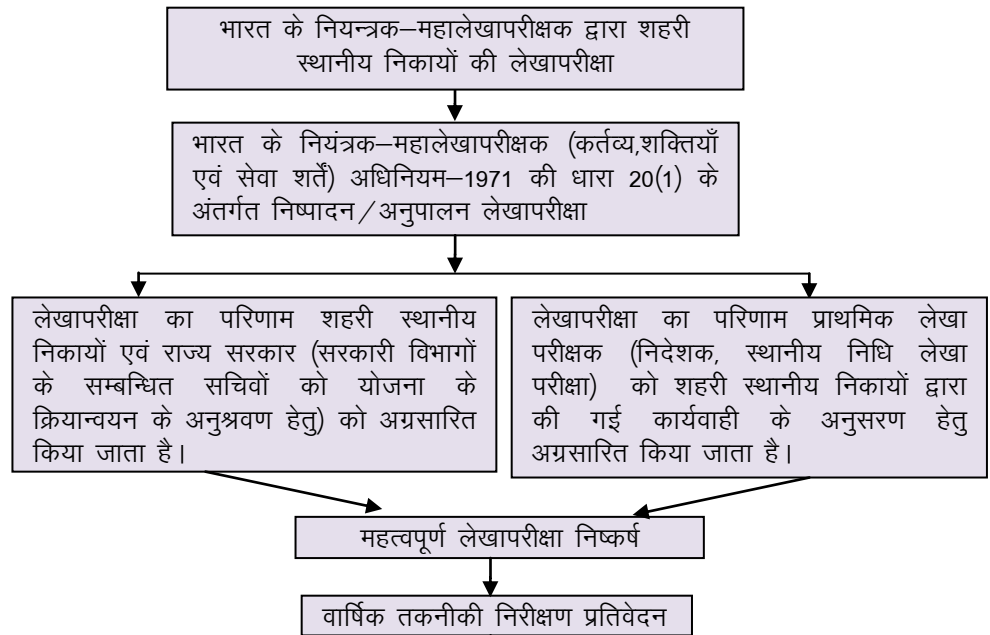 भारत के नियन्त्रक–महालेखापरीक्षक द्वारा शहरी
स्थानीय निकायों की लेखापरीक्षा
भारत के नियंत्रक–महालेखापरीक्षक (कर्तव्य,शक्तियाँ
एवं सेवा शर्तें) अधिनियम–1971 की धारा 20(1) के
अंतर्गत निष्पादन/अनुपालन लेखापरीक्षा
लेखापरीक्षा का परिणाम शहरी स्थानीय
निकायों एवं राज्य सरकार (सरकारी विभागों
के सम्बन्धित सचिवों को योजना के
क्रियान्वयन के अनुश्रवण हेतु) को अग्रसारित
किया जाता है।
लेखापरीक्षा का परिणाम प्राथमिक लेखा
परीक्षक (निदेशक, स्थानीय निधि लेखा
परीक्षा) को शहरी स्थानीय निकायों द्वारा
की गई कार्यवाही के अनुसरण हेतु
अग्रसारित किया जाता है।
महत्वपूर्ण लेखापरीक्षा निष्कर्ष
वार्षिक तकनीकी निरीक्षण प्रतिवेदन